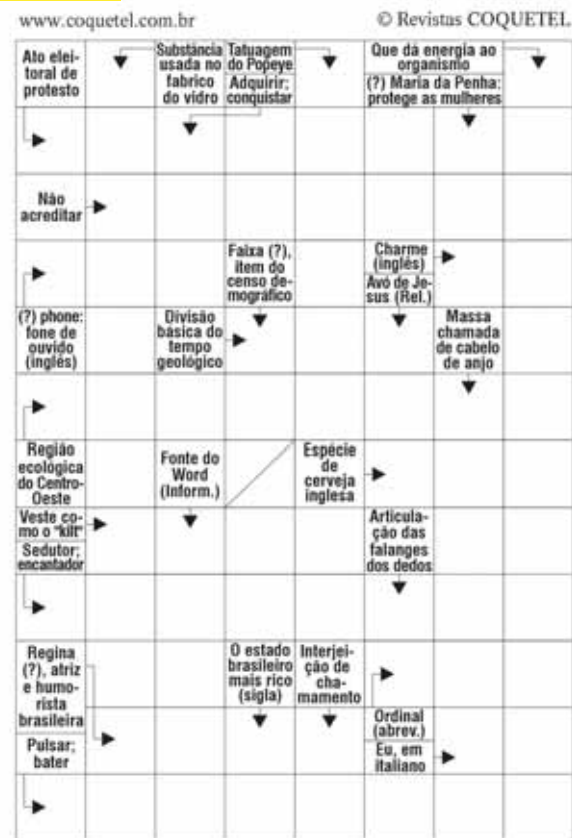 www.coquetel.com.br
© Revistas COQUETEL
Ato elei-
toral de
protesto
Substância
usada no
fabrico
do vidro
Tatuagem
do Popeye
Adquirir;
conquistar
Que dá energia ao
organismo
(?) Maria da Penha:
protege as mulheres
Não
acreditar
Faixa (?),
item do
censo de-
mográfico
Charme
(inglês)
Avó de Je-
sus (Rel.)
(?) phone:
fone de
ouvido
(inglês)
Divisão
básica do
tempo
geológico
Massa
chamada
de cabelo
de anjo
Região
ecológica
do Centro-
Oeste
Fonte do
Word
(Inform.)
Espécie
de
cerveja
inglesa
Veste co-
mo o "kilt"
Sedutor;
encantador
Articula-
ção das
falanges
dos dedos
Regina
(?), atriz
e humo-
rista
brasileira
O estado
brasileiro
mais rico
(sigla)
Interjei-
ção de
cha-
mamento
Ordinal
(abrev.)
Pulsar;
bater
Eu, em
italiano